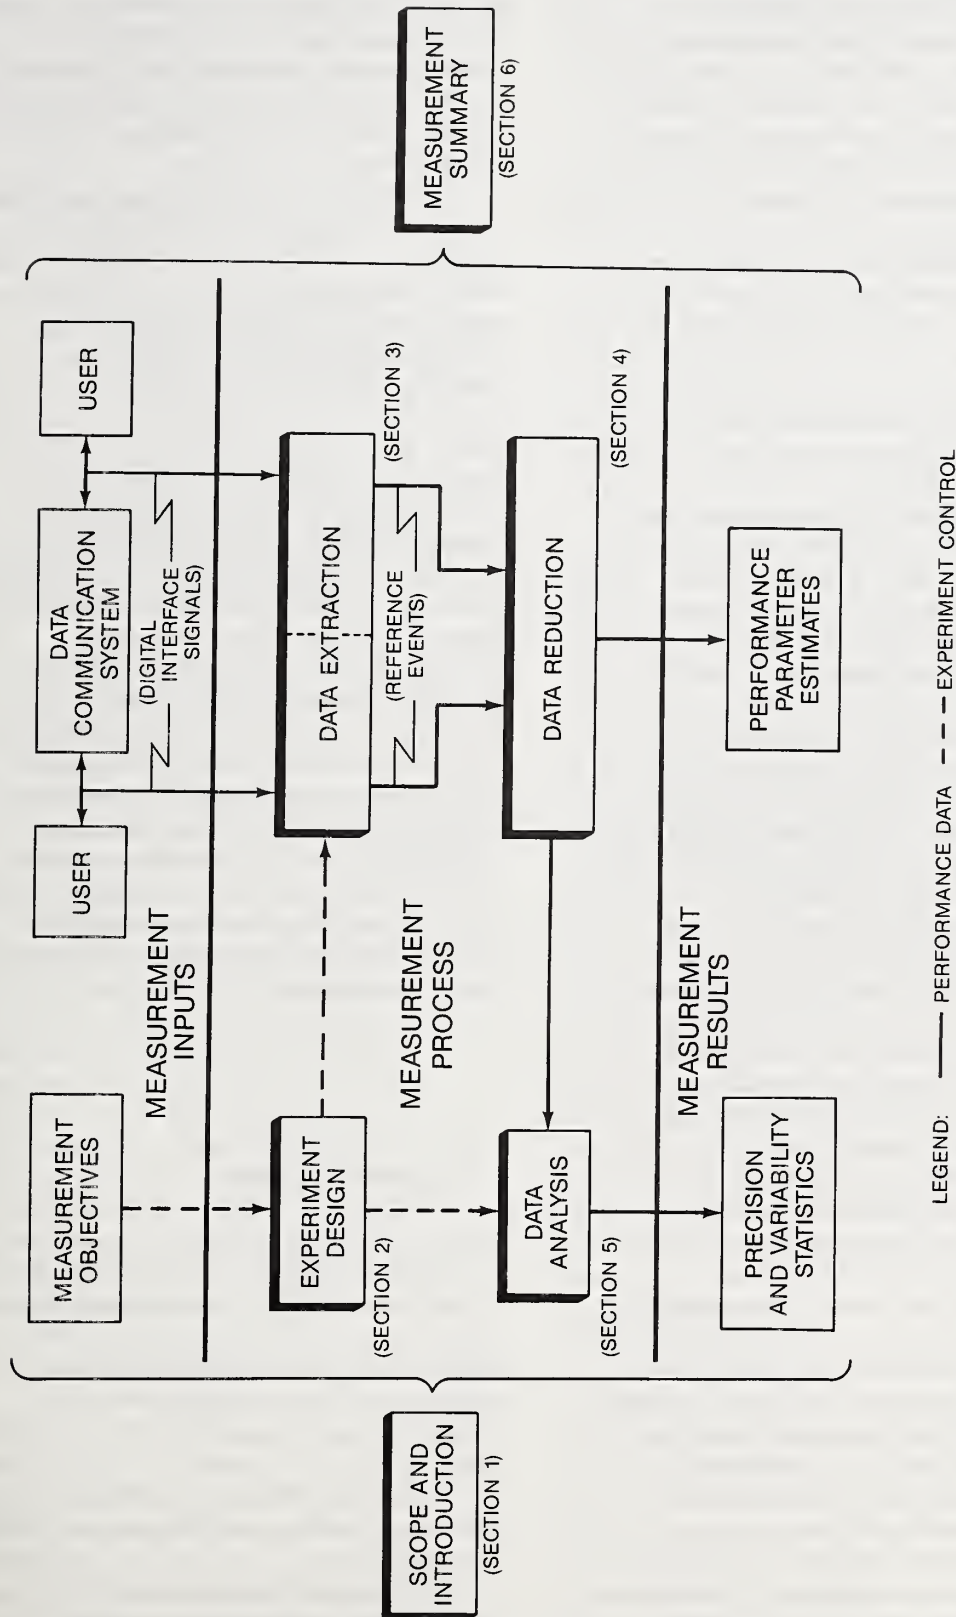 SCOPE AND
INTRODUCTION
(SECTION 1)
MEASUREMENT
OBJECTIVES
MEASUREMENT
INPUTS
USER
DATA
COMMUNICATION
SYSTEM
USER
(DIGITAL
INTERFACE
SIGNALS)
EXPERIMENT
DESIGN
(SECTION 2)
MEASUREMENT
PROCESS
DATA EXTRACTION
(SECTION 3)
(REFERENCE
EVENTS)
DATA
ANALYSIS
(SECTION 5)
DATA REDUCTION
(SECTION 4)
MEASUREMENT
RESULTS
PRECISION
AND VARIABILITY
STATISTICS
PERFORMANCE
PARAMETER
ESTIMATES
MEASUREMENT
SUMMARY
(SECTION 6)
LEGEND: PERFORMANCE DATA EXPERIMENT CONTROL